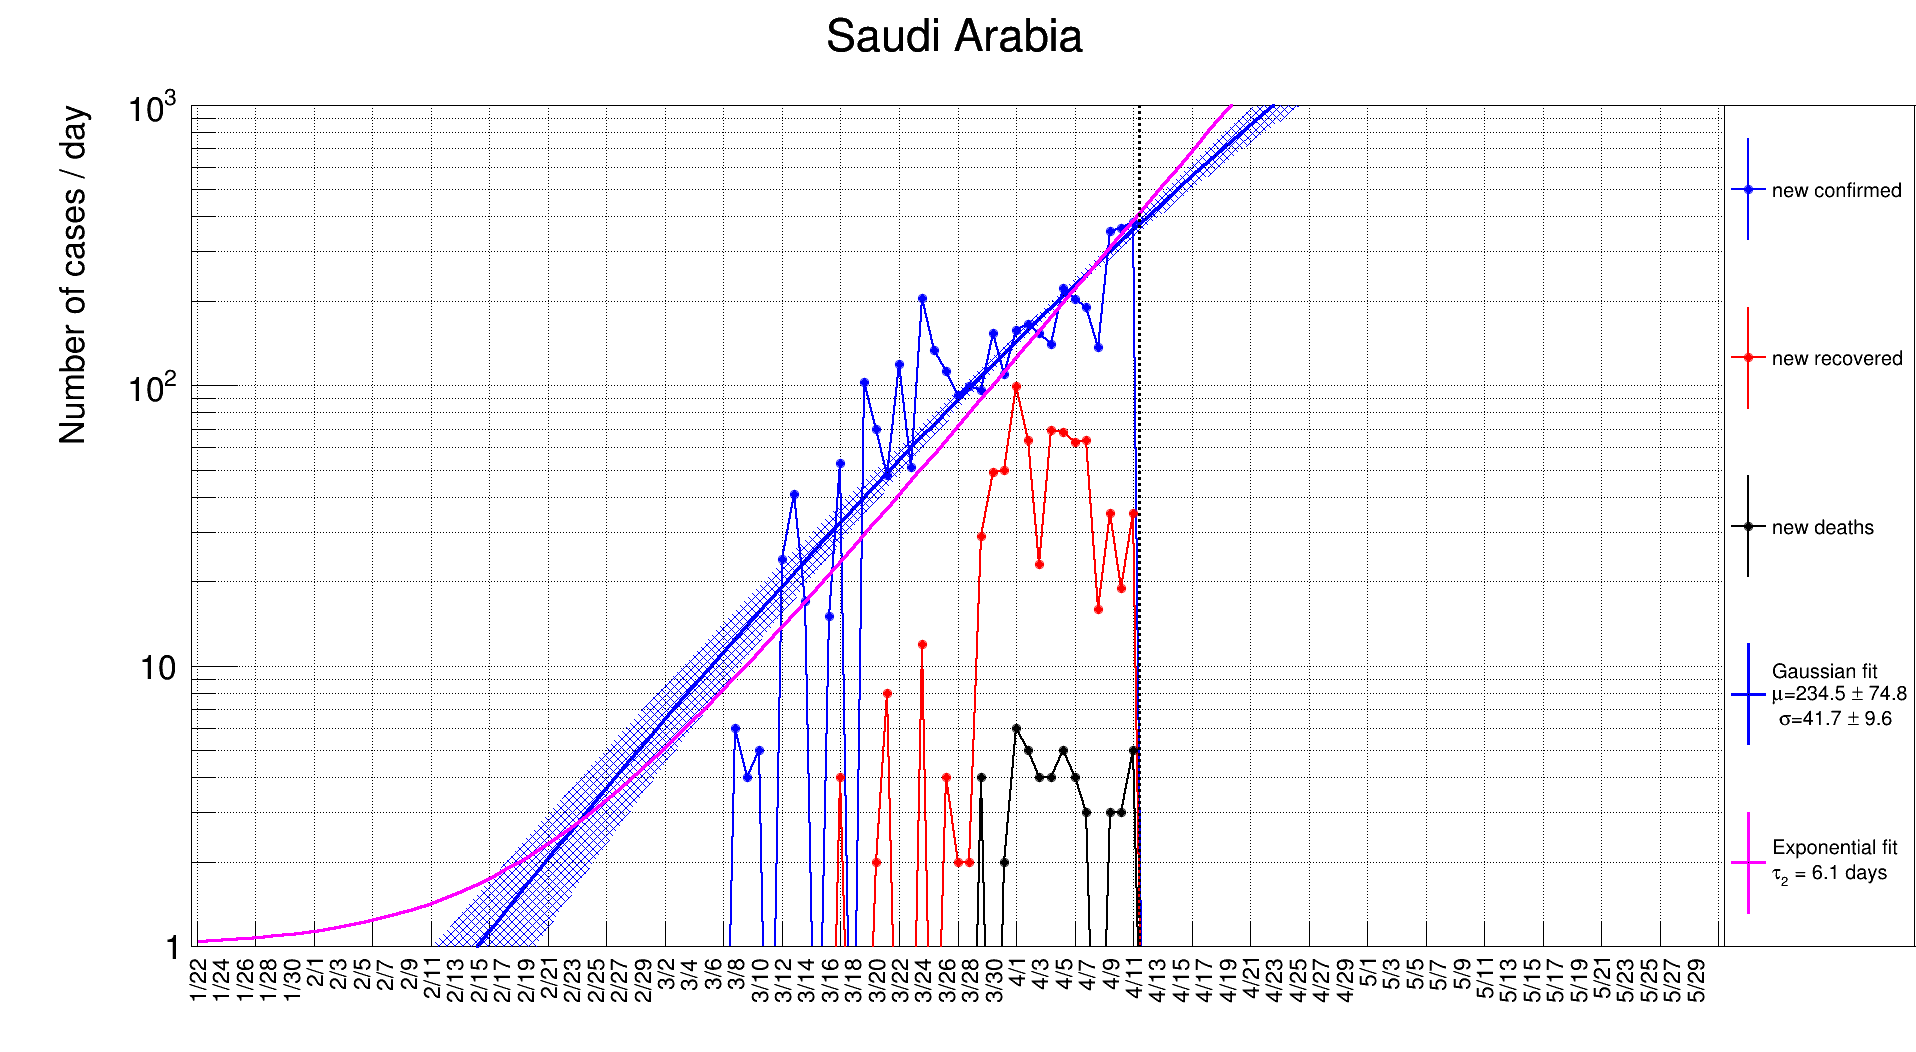 Saudi Arabia
Number of cases / day
10³
10²
10
1
1/22 1/24 1/26 1/28 1/30 2/1 2/3 2/5 2/7 2/9 2/11 2/13 2/15 2/17 2/19 2/21 2/23 2/25 2/27 2/29 3/2 3/4 3/6 3/8 3/10 3/12 3/14 3/16 3/18 3/20 3/22 3/24 3/26 3/28 3/30 4/1 4/3 4/5 4/7 4/9 4/11 4/13 4/15 4/17 4/19 4/21 4/23 4/25 4/27 4/29 5/1 5/3 5/5 5/7 5/9 5/11 5/13 5/15 5/17 5/19 5/21 5/23 5/25 5/27 5/29
new confirmed
new recovered
new deaths
Gaussian fit
μ=234.5 ± 74.8
σ=41.7 ± 9.6
Exponential fit
τ₂ = 6.1 days